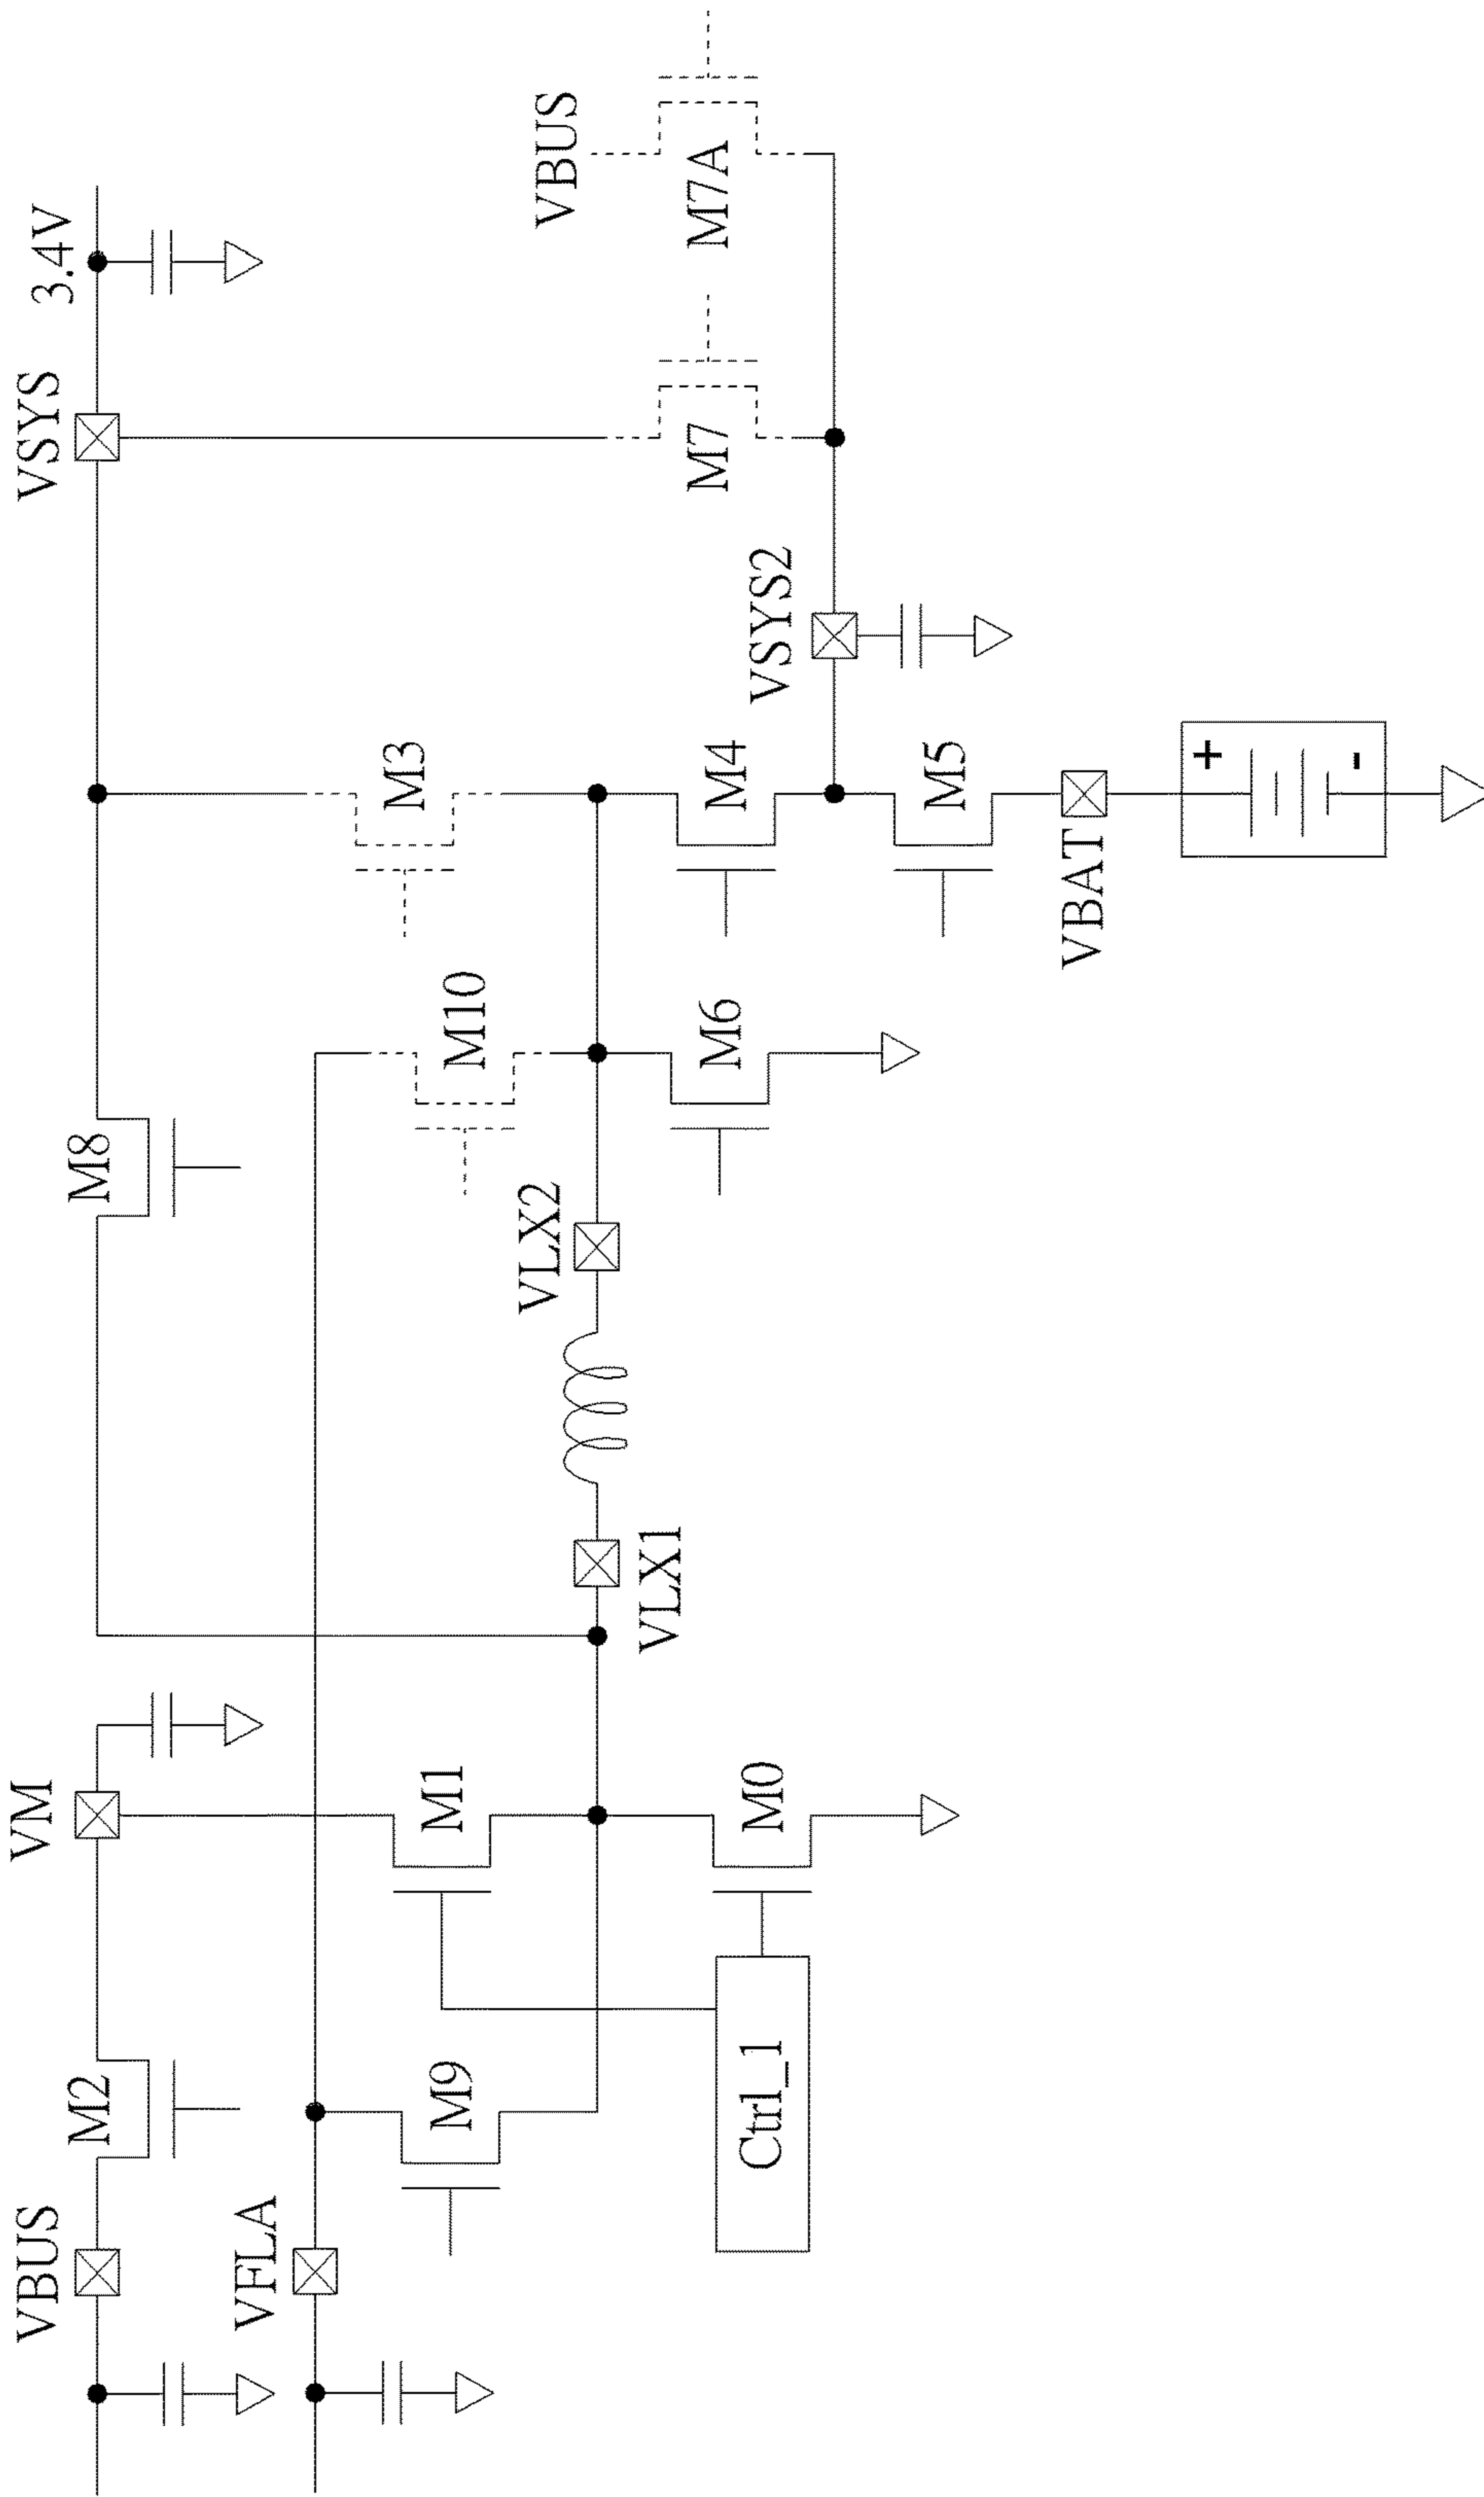 VBUS
M2
VM
M8
VSYS
3.4V
VFLA
M9
M1
M10
M3
VBUS
VLX2
VLX1
M7
M7A
M6
M4
VSYS2
Ctrl_1
M0
M5
VBAT
+
-